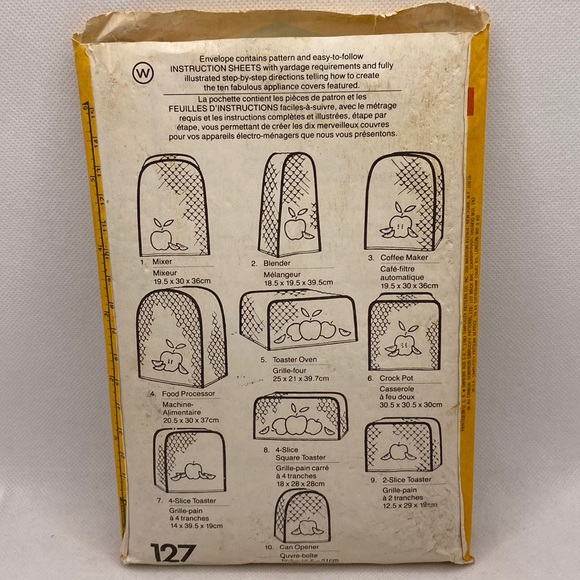 W
Envelope contains pattern and easy-to-follow
INSTRUCTION SHEETS with yardage requirements and fully
illustrated step-by-step directions telling how to create
the ten fabulous appliance covers featured.
La pochette contient les pièces de patron et les
FEUILLES D'INSTRUCTIONS faciles-à-suivre, avec le métrage
requis et les instructions complètes et illustrées, étape par
étape, vous permettant de créer les dix merveilleux couvres
pour vos appareils électro-ménagers que nous vous présentons.
1. Mixer
Mixeur
19.5 x 30 x 36cm
2. Blender
Mélangeur
18.5 x 19.5 x 39.5cm
3. Coffee Maker
Café-filtre
automatique
19.5 x 30 x 36cm
4. Food Processor
Machine-
Alimentaire
20.5 x 30 x 37cm
5. Toaster Oven
Grille-four
25 x 21 x 39.7cm
6. Crock Pot
Casserole
à feu doux
30.5 x 30.5 x 30cm
7. 4-Slice Toaster
Grille-pain
à 4 tranches
14 x 39.5 x 19cm
8. 4-Slice
Square Toaster
Grille-pain carré
à 4 tranches
18 x 28 x 28cm
9. 2-Slice Toaster
Grille-pain
à 2 tranches
12.5 x 29 x 19cm
10. Can Opener
Ouvre-boîte
127